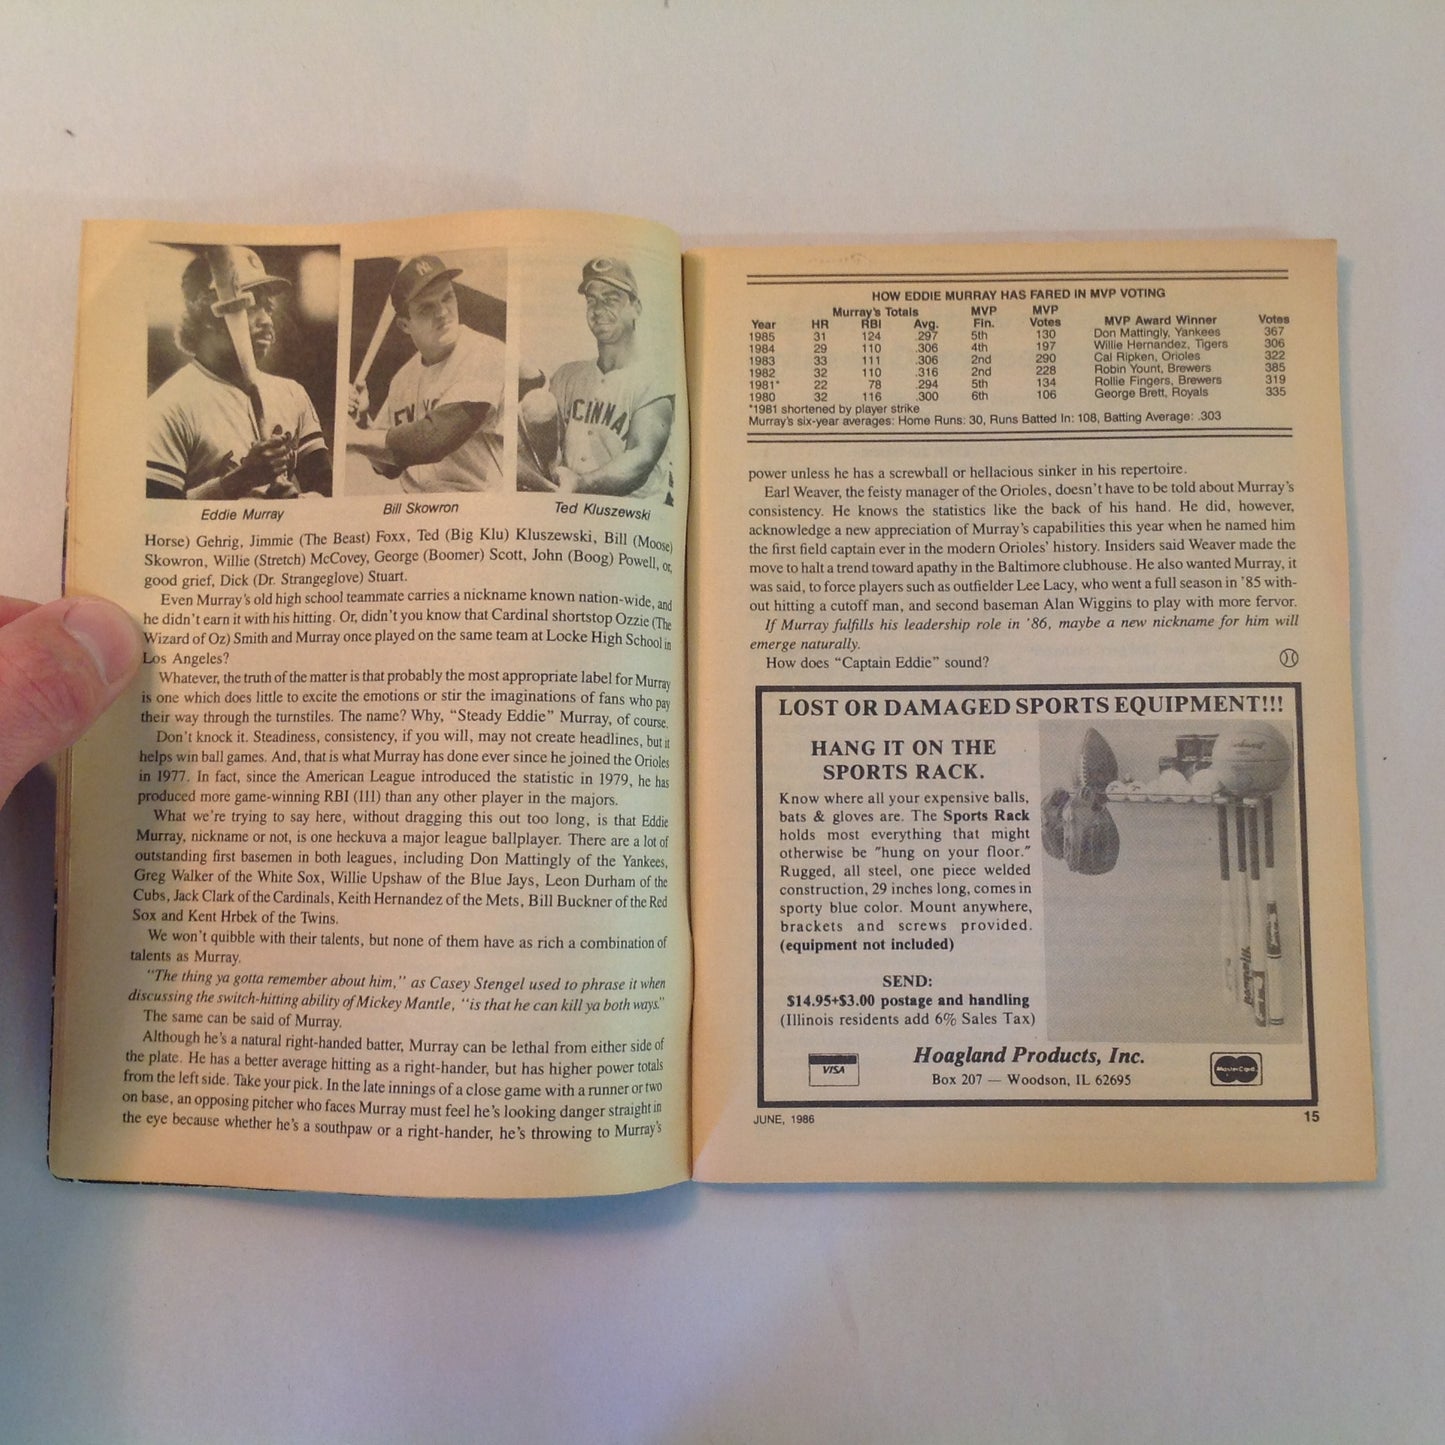 Eddie Murray
Bill Skowron
Ted Kluszewski
Horse) Gehrig, Jimmie (The Beast) Foxx, Ted (Big Klu) Kluszewski, Bill (Moose)
Skowron, Willie (Stretch) McCovey, George (Boomer) Scott, John (Boog) Powell, or,
good grief, Dick (Dr. Strangeglove) Stuart.
Even Murray's old high school teammate carries a nickname known nation-wide, and
he didn't earn it with his hitting. Or, didn't you know that Cardinal shortstop Ozzie (The
Wizard of Oz) Smith and Murray once played on the same team at Locke High School in
Los Angeles?
Whatever, the truth of the matter is that probably the most appropriate label for Murray
is one which does little to excite the emotions or stir the imaginations of fans who pay
their way through the turnstiles. The name? Why, "Steady Eddie" Murray, of course.
Don't knock it. Steadiness, consistency, if you will, may not create headlines, but it
helps win ball games. And, that is what Murray has done ever since he joined the Orioles
in 1977. In fact, since the American League introduced the statistic in 1979, he has
produced more game-winning RBI (111) than any other player in the majors.
What we're trying to say here, without dragging this out too long, is that Eddie
Murray, nickname or not, is one heckuva a major league ballplayer. There are a lot of
outstanding first basemen in both leagues, including Don Mattingly of the Yankees,
Greg Walker of the White Sox, Willie Upshaw of the Blue Jays, Leon Durham of the
Cubs, Jack Clark of the Cardinals, Keith Hernandez of the Mets, Bill Buckner of the Red
Sox and Kent Hrbek of the Twins.
We won't quibble with their talents, but none of them have as rich a combination of
talents as Murray.
"The thing ya gotta remember about him," as Casey Stengel used to phrase it when
discussing the switch-hitting ability of Mickey Mantle, "is that he can kill ya both ways."
The same can be said of Murray.
Although he's a natural right-handed batter, Murray can be lethal from either side of
the plate. He has a better average hitting as a right-hander, but has higher power totals
from the left side. Take your pick. In the late innings of a close game with a runner or two
on base, an opposing pitcher who faces Murray must feel he's looking danger straight in
the eye because whether he's a southpaw or a right-hander, he's throwing to Murray's
HOW EDDIE MURRAY HAS FARED IN MVP VOTING
Murray's Totals MVP MVP
Year HR RBI Avg. Fin. Votes MVP Award Winner Votes
1985 31 124 .297 5th 130 Don Mattingly, Yankees 367
1984 29 110 .306 4th 197 Willie Hernandez, Tigers 306
1983 33 111 .306 2nd 290 Cal Ripken, Orioles 322
1982 32 110 .316 2nd 228 Robin Yount, Brewers 385
1981* 22 78 .294 5th 134 Rollie Fingers, Brewers 319
1980 32 116 .300 6th 106 George Brett, Royals 335
*1981 shortened by player strike
Murray's six-year averages: Home Runs: 30, Runs Batted In: 108, Batting Average: .303
power unless he has a screwball or hellacious sinker in his repertoire.
Earl Weaver, the feisty manager of the Orioles, doesn't have to be told about Murray's
consistency. He knows the statistics like the back of his hand. He did, however,
acknowledge a new appreciation of Murray's capabilities this year when he named him
the first field captain ever in the modern Orioles' history. Insiders said Weaver made the
move to halt a trend toward apathy in the Baltimore clubhouse. He also wanted Murray, it
was said, to force players such as outfielder Lee Lacy, who went a full season in '85 with-
out hitting a cutoff man, and second baseman Alan Wiggins to play with more fervor.
If Murray fulfills his leadership role in '86, maybe a new nickname for him will
emerge naturally.
How does "Captain Eddie" sound?
LOST OR DAMAGED SPORTS EQUIPMENT!!!
HANG IT ON THE
SPORTS RACK.
Know where all your expensive balls,
bats & gloves are. The Sports Rack
holds most everything that might
otherwise be "hung on your floor."
Rugged, all steel, one piece welded
construction, 29 inches long, comes in
sporty blue color. Mount anywhere,
brackets and screws provided.
(equipment not included)
SEND:
$14.95+$3.00 postage and handling
(Illinois residents add 6% Sales Tax)
VISA
Hoagland Products, Inc.
Box 207 — Woodson, IL 62695
MasterCard
JUNE, 1986
15